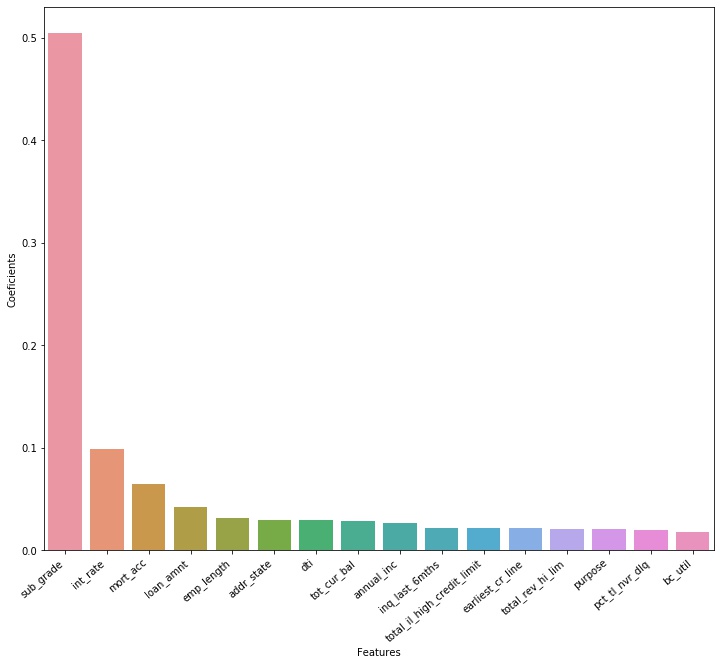 0.5
0.4
0.3
0.2
0.1
0.0
Coeficients
sub_grade
int_rate
mort_acc
loan_amnt
emp_length
addr_state
dti
tot_cur_bal
annual_inc
inq_last_6mths
total_il_high_credit_limit
earliest_cr_line
total_rev_hi_lim
purpose
pct_tl_nvr_dlq
bc_util
Features